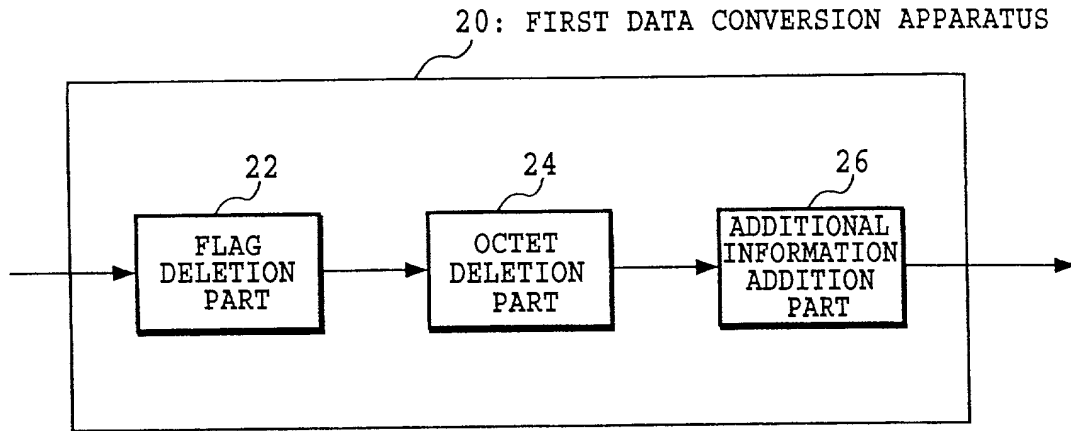 20: FIRST DATA CONVERSION APPARATUS
22
24
26
FLAG
DELETION
PART
OCTET
DELETION
PART
ADDITIONAL
INFORMATION
ADDITION
PART